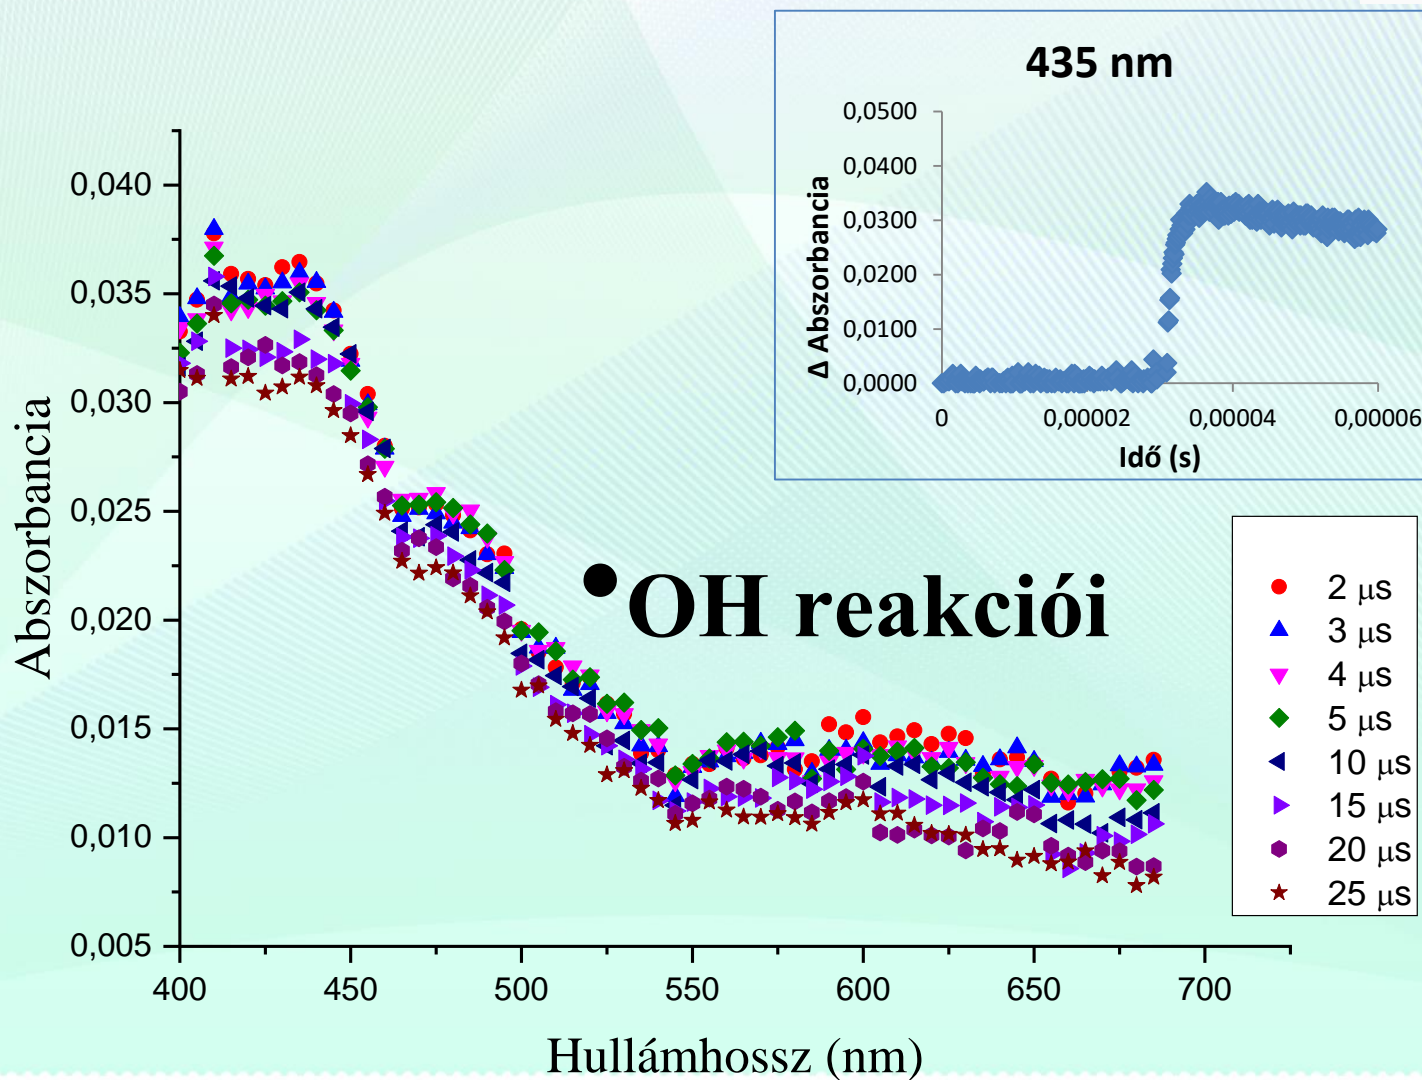 435 nm
0,0500
0,0400
0,0300
0,0200
0,0100
0,0000
Δ Abszorbancia
0 0,00002 0,00004 0,00006
Idő (s)
0,040
0,035
0,030
0,025
0,020
0,015
0,010
0,005
Abszorbancia
400 450 500 550 600 650 700
Hullámhossz (nm)
•OH reakciói
2 μs
3 μs
4 μs
5 μs
10 μs
15 μs
20 μs
25 μs